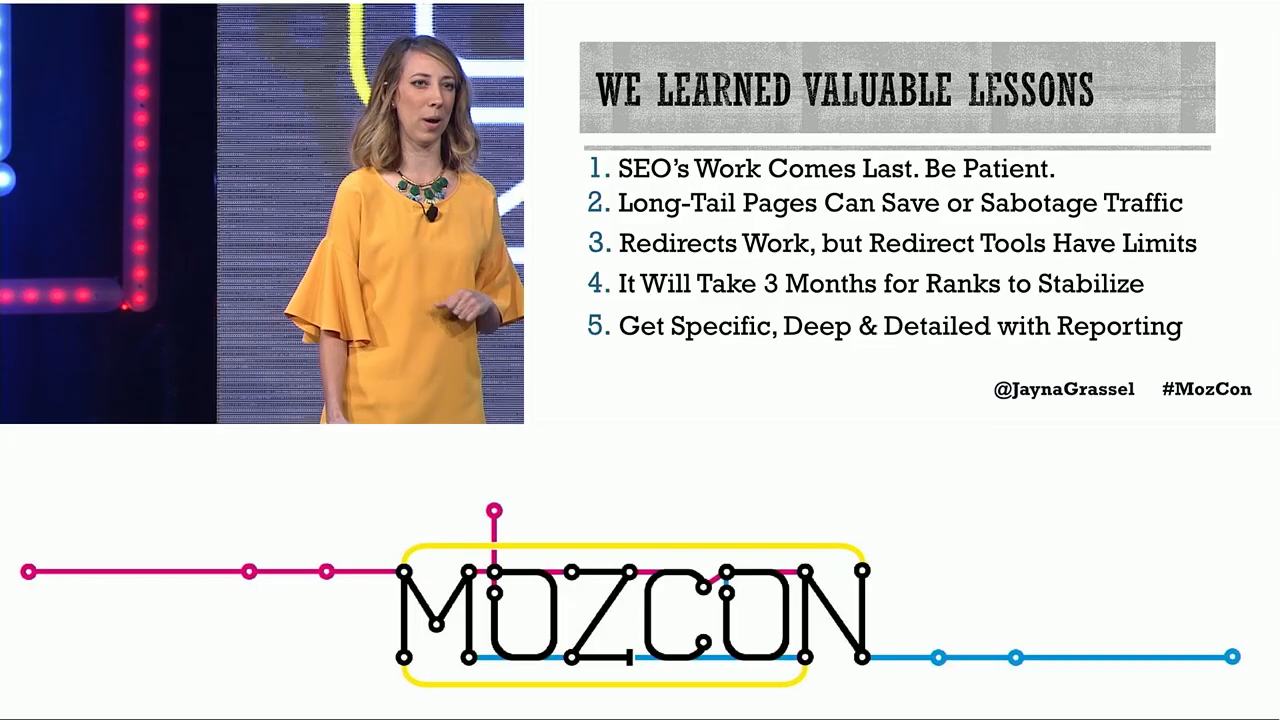 WE LEARNED VALUABLE LESSONS
1. SEO's Work Comes Last. Be Patient.
2. Long-Tail Pages Can Save or Sabotage Traffic
3. Redirects Work, but Redirect Tools Have Limits
4. It Will Take 3 Months for Ranks to Stabilize
5. Get Specific, Deep & Detailed with Reporting
@JaynaGrassel #MozCon
MOZCON